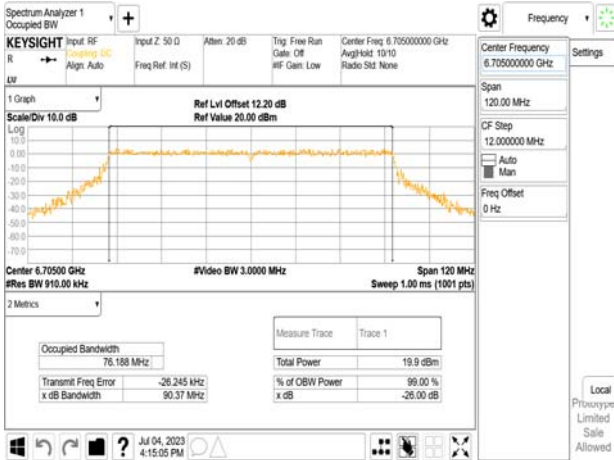 Spectrum Analyzer 1
Occupied BW
Frequency
KEYSIGHT
Input: RF
Coupling: DC
Align: Auto
Input Z: 50 Ω
Freq Ref: Int (S)
Atten: 20 dB
Trig: Free Run
Gate: Off
#IF Gain: Low
Center Freq: 6.705000000 GHz
Avg|Hold: 10/10
Radio Std: None
R
LXI
Center Frequency
6.705000000 GHz
Settings
Span
120.00 MHz
CF Step
12.000000 MHz
Auto
Man
Freq Offset
0 Hz
1 Graph
Scale/Div 10.0 dB
Ref Lvl Offset 12.20 dB
Ref Value 20.00 dBm
Log
10.0
0.00
-10.0
-20.0
-30.0
-40.0
-50.0
-60.0
-70.0
Center 6.70500 GHz
#Res BW 910.00 kHz
#Video BW 3.0000 MHz
Span 120 MHz
Sweep 1.00 ms (1001 pts)
2 Metrics
Measure Trace Trace 1
Occupied Bandwidth
76.188 MHz
Total Power 19.9 dBm
Transmit Freq Error -26.245 kHz
% of OBW Power 99.00 %
x dB Bandwidth 90.37 MHz
x dB -26.00 dB
Local
Prototype
Limited
Sale
Allowed
?
Jul 04, 2023
4:15:05 PM